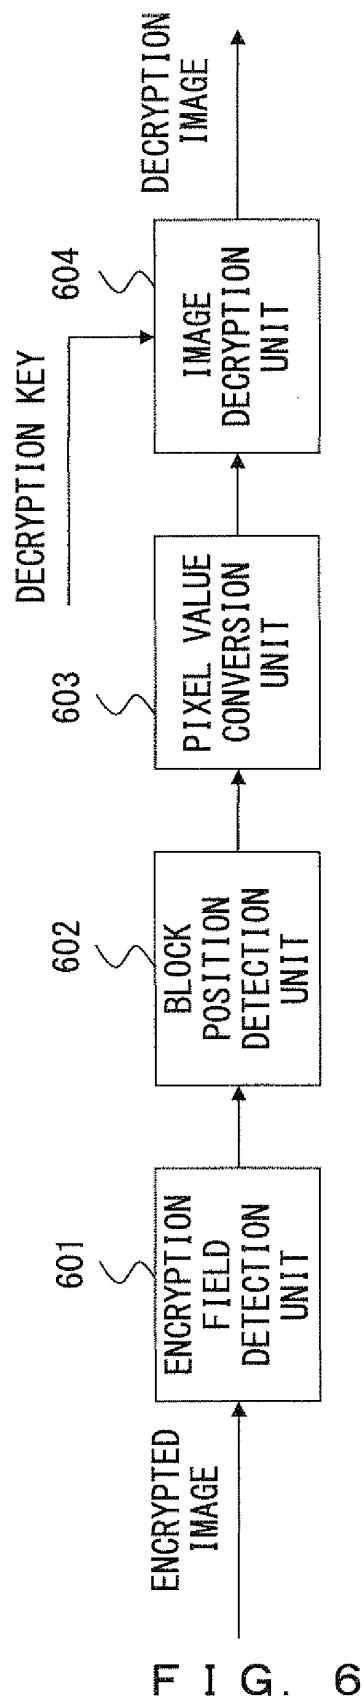 FIG. 6
ENCRYPTED
IMAGE
601
ENCRYPTION
FIELD
DETECTION
UNIT
602
BLOCK
POSITION
DETECTION
UNIT
603
PIXEL VALUE
CONVERSION
UNIT
DECRYPTION KEY
604
IMAGE
DECRYPTION
UNIT
DECRYPTION
IMAGE